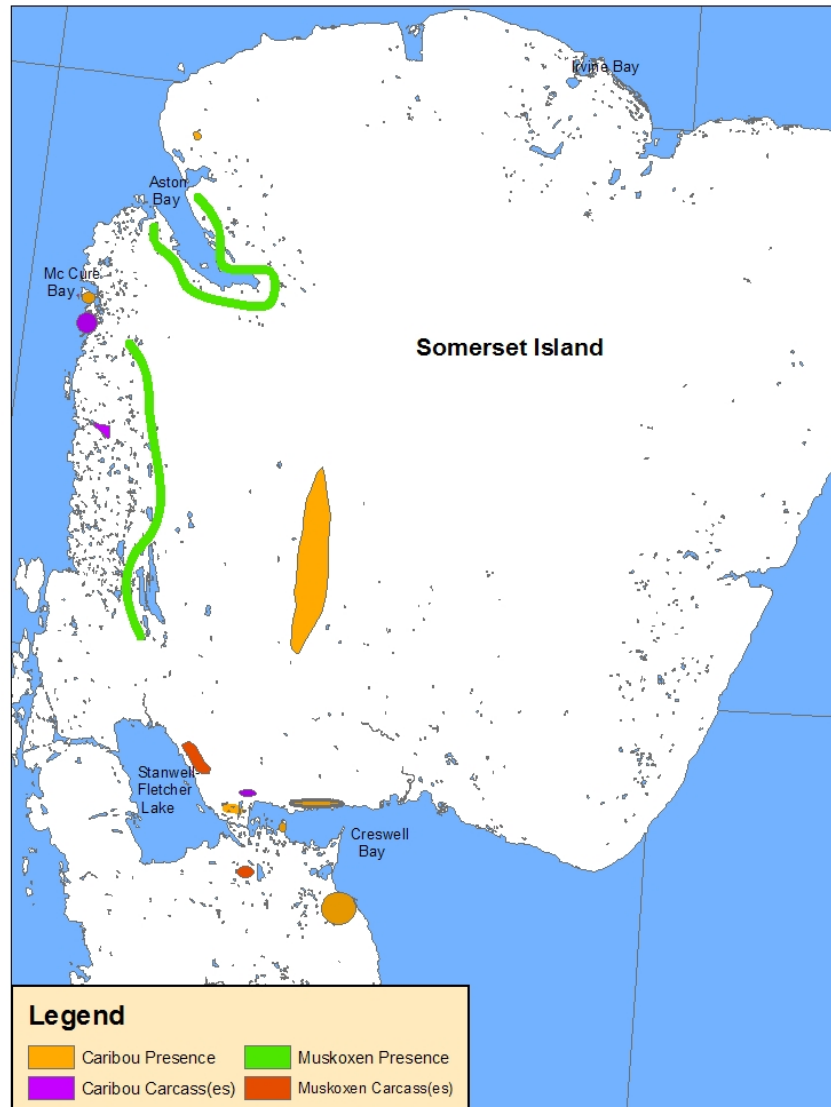 Irvine Bay
Aston
Bay
Mc Cure
Bay
Somerset Island
Stanwell-
Fletcher
Lake
Creswell
Bay
Legend
Caribou Presence
Muskoxen Presence
Caribou Carcass(es)
Muskoxen Carcass(es)